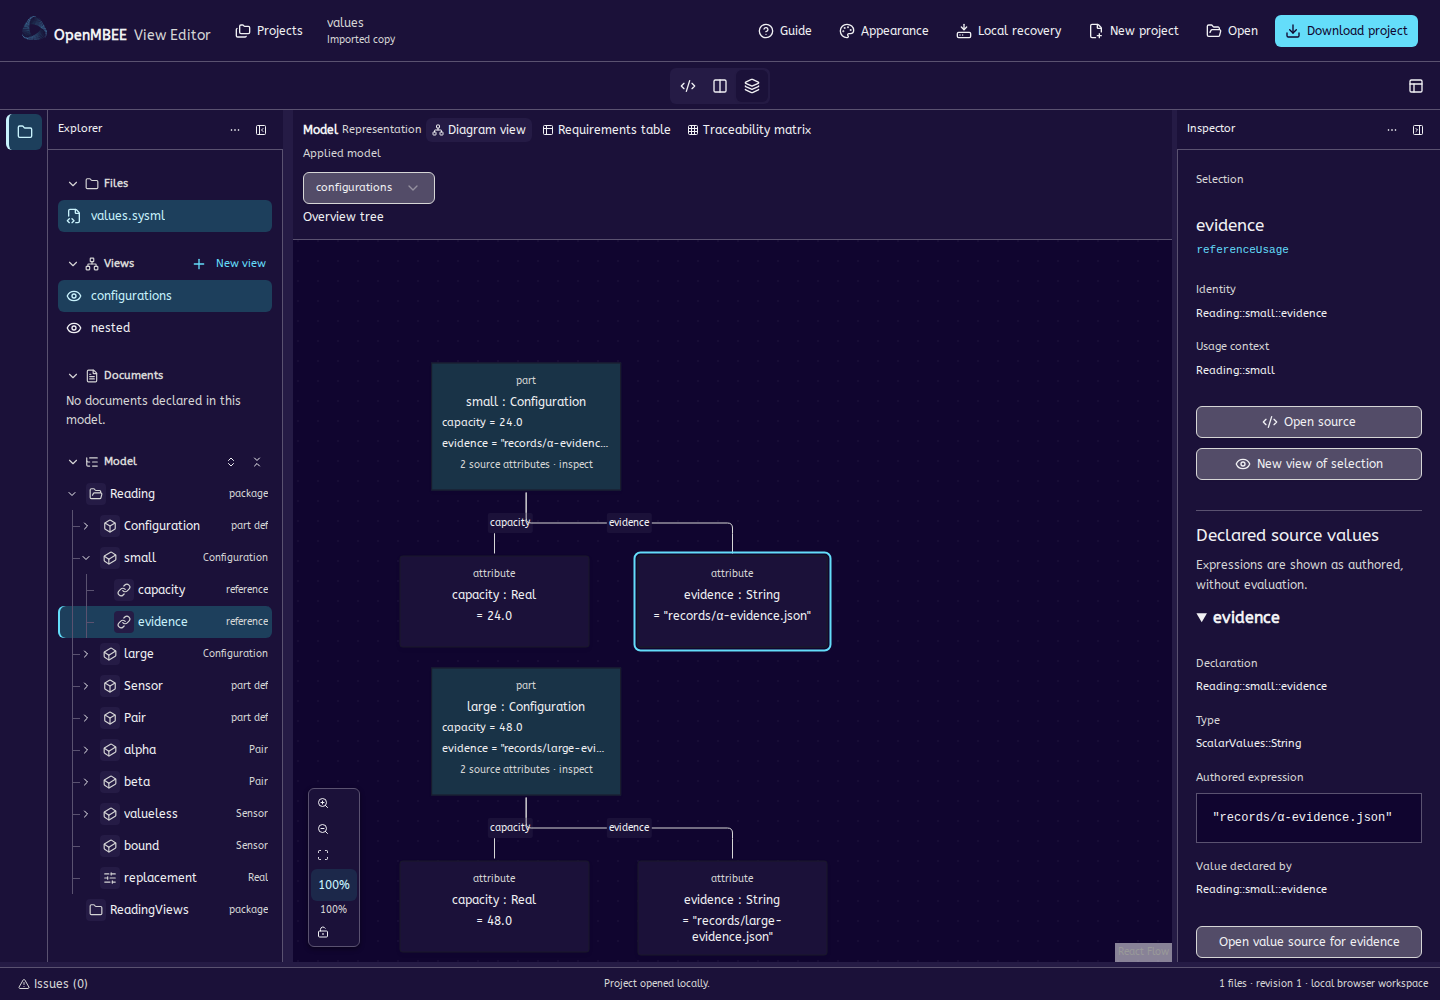 OpenMBEE View Editor
Projects
values
Imported copy
Guide
Appearance
Local recovery
New project
Open
Download project
Explorer
Files
values.sysml
Views
New view
configurations
nested
Documents
No documents declared in this
model.
Model
Reading package
Configuration part def
small Configuration
capacity reference
evidence reference
large Configuration
Sensor part def
Pair part def
alpha Pair
beta Pair
valueless Sensor
bound Sensor
replacement Real
ReadingViews package
Model Representation Diagram view Requirements table Traceability matrix
Applied model
configurations
Overview tree
part
small : Configuration
capacity = 24.0
evidence = "records/α-evidenc...
2 source attributes · inspect
capacity
evidence
attribute
capacity : Real
= 24.0
attribute
evidence : String
= "records/α-evidence.json"
part
large : Configuration
capacity = 48.0
evidence = "records/large-evi...
2 source attributes · inspect
capacity
evidence
attribute
capacity : Real
= 48.0
attribute
evidence : String
= "records/large-
evidence.json"
100%
100%
React Flow
Inspector
Selection
evidence
referenceUsage
Identity
Reading::small::evidence
Usage context
Reading::small
Open source
New view of selection
Declared source values
Expressions are shown as authored,
without evaluation.
evidence
Declaration
Reading::small::evidence
Type
ScalarValues::String
Authored expression
"records/α-evidence.json"
Value declared by
Reading::small::evidence
Open value source for evidence
Issues (0)
Project opened locally.
1 files · revision 1 · local browser workspace